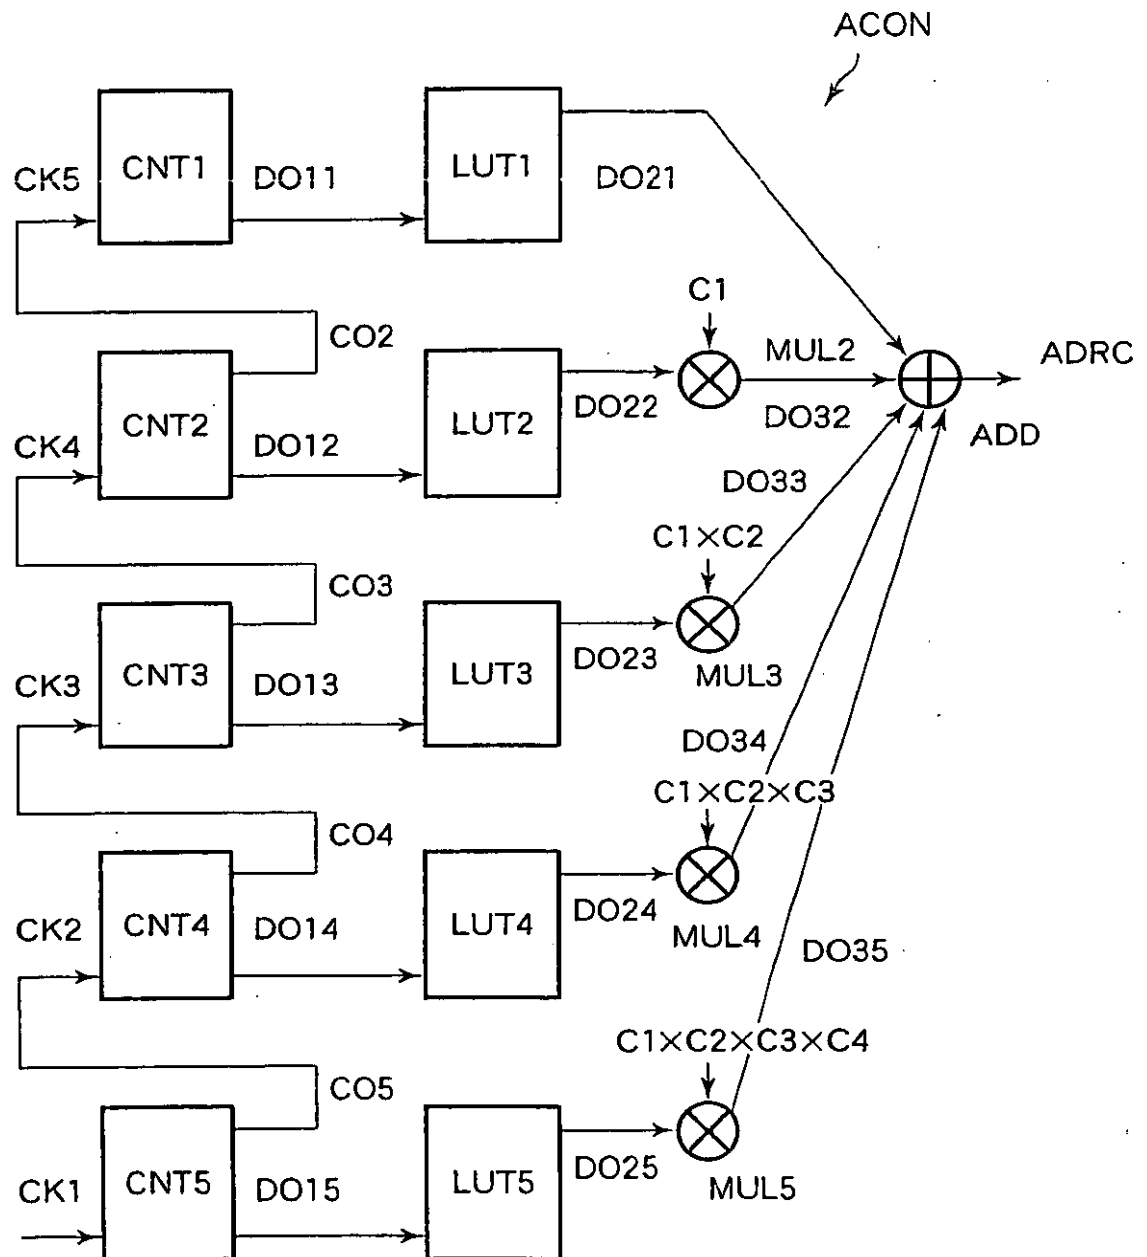 ACON
CK5
CNT1
DO11
LUT1
DO21
C1
CO2
MUL2
ADRC
CK4
CNT2
DO12
LUT2
DO22
DO32
ADD
DO33
C1×C2
CO3
CK3
CNT3
DO13
LUT3
DO23
MUL3
DO34
C1×C2×C3
CO4
CK2
CNT4
DO14
LUT4
DO24
MUL4
DO35
C1×C2×C3×C4
CO5
CK1
CNT5
DO15
LUT5
DO25
MUL5